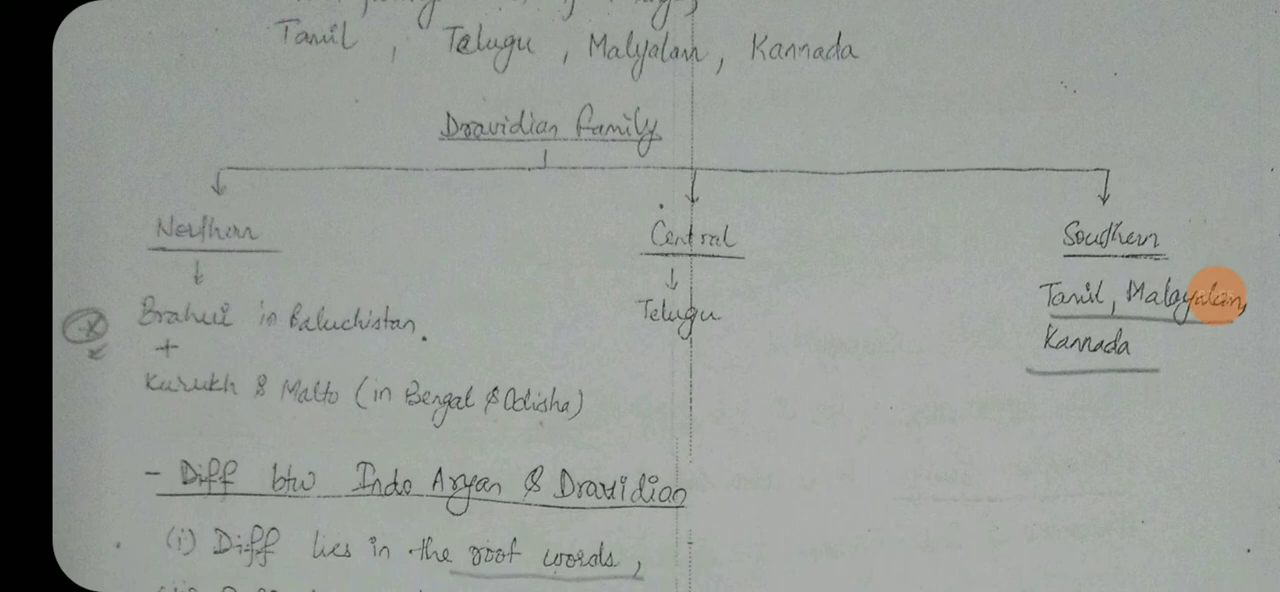 Tamil, Telugu, Malyalam, Kannada
Dravidian family
Northern
Central
Southern
Brahui in Baluchistan.
+
Kurukh & Malto (in Bengal & Odisha)
Telugu
Tamil, Malayalam,
Kannada
- Diff btw Indo Aryan & Dravidian
(i) Diff lies in the root words,